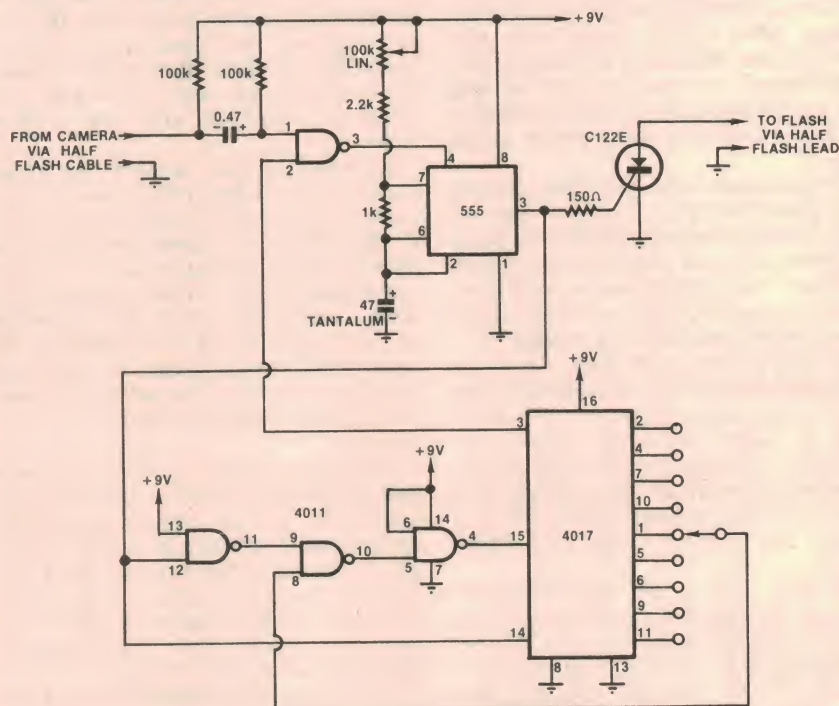 +9V
100k
100k
100k
LIN.
2.2k
0.47
- +
FROM CAMERA
VIA HALF
FLASH CABLE
1
2
3
4
8
7
555
3
1k
6
2
1
47
+
-
TANTALUM
150Ω
C122E
TO FLASH
VIA HALF
FLASH LEAD
+9V
16
3
2
4
7
10
1
5
6
9
11
4017
15
14
8
13
+9V
13
12
11
4011
9
8
10
+9V
6
14
5
7
4